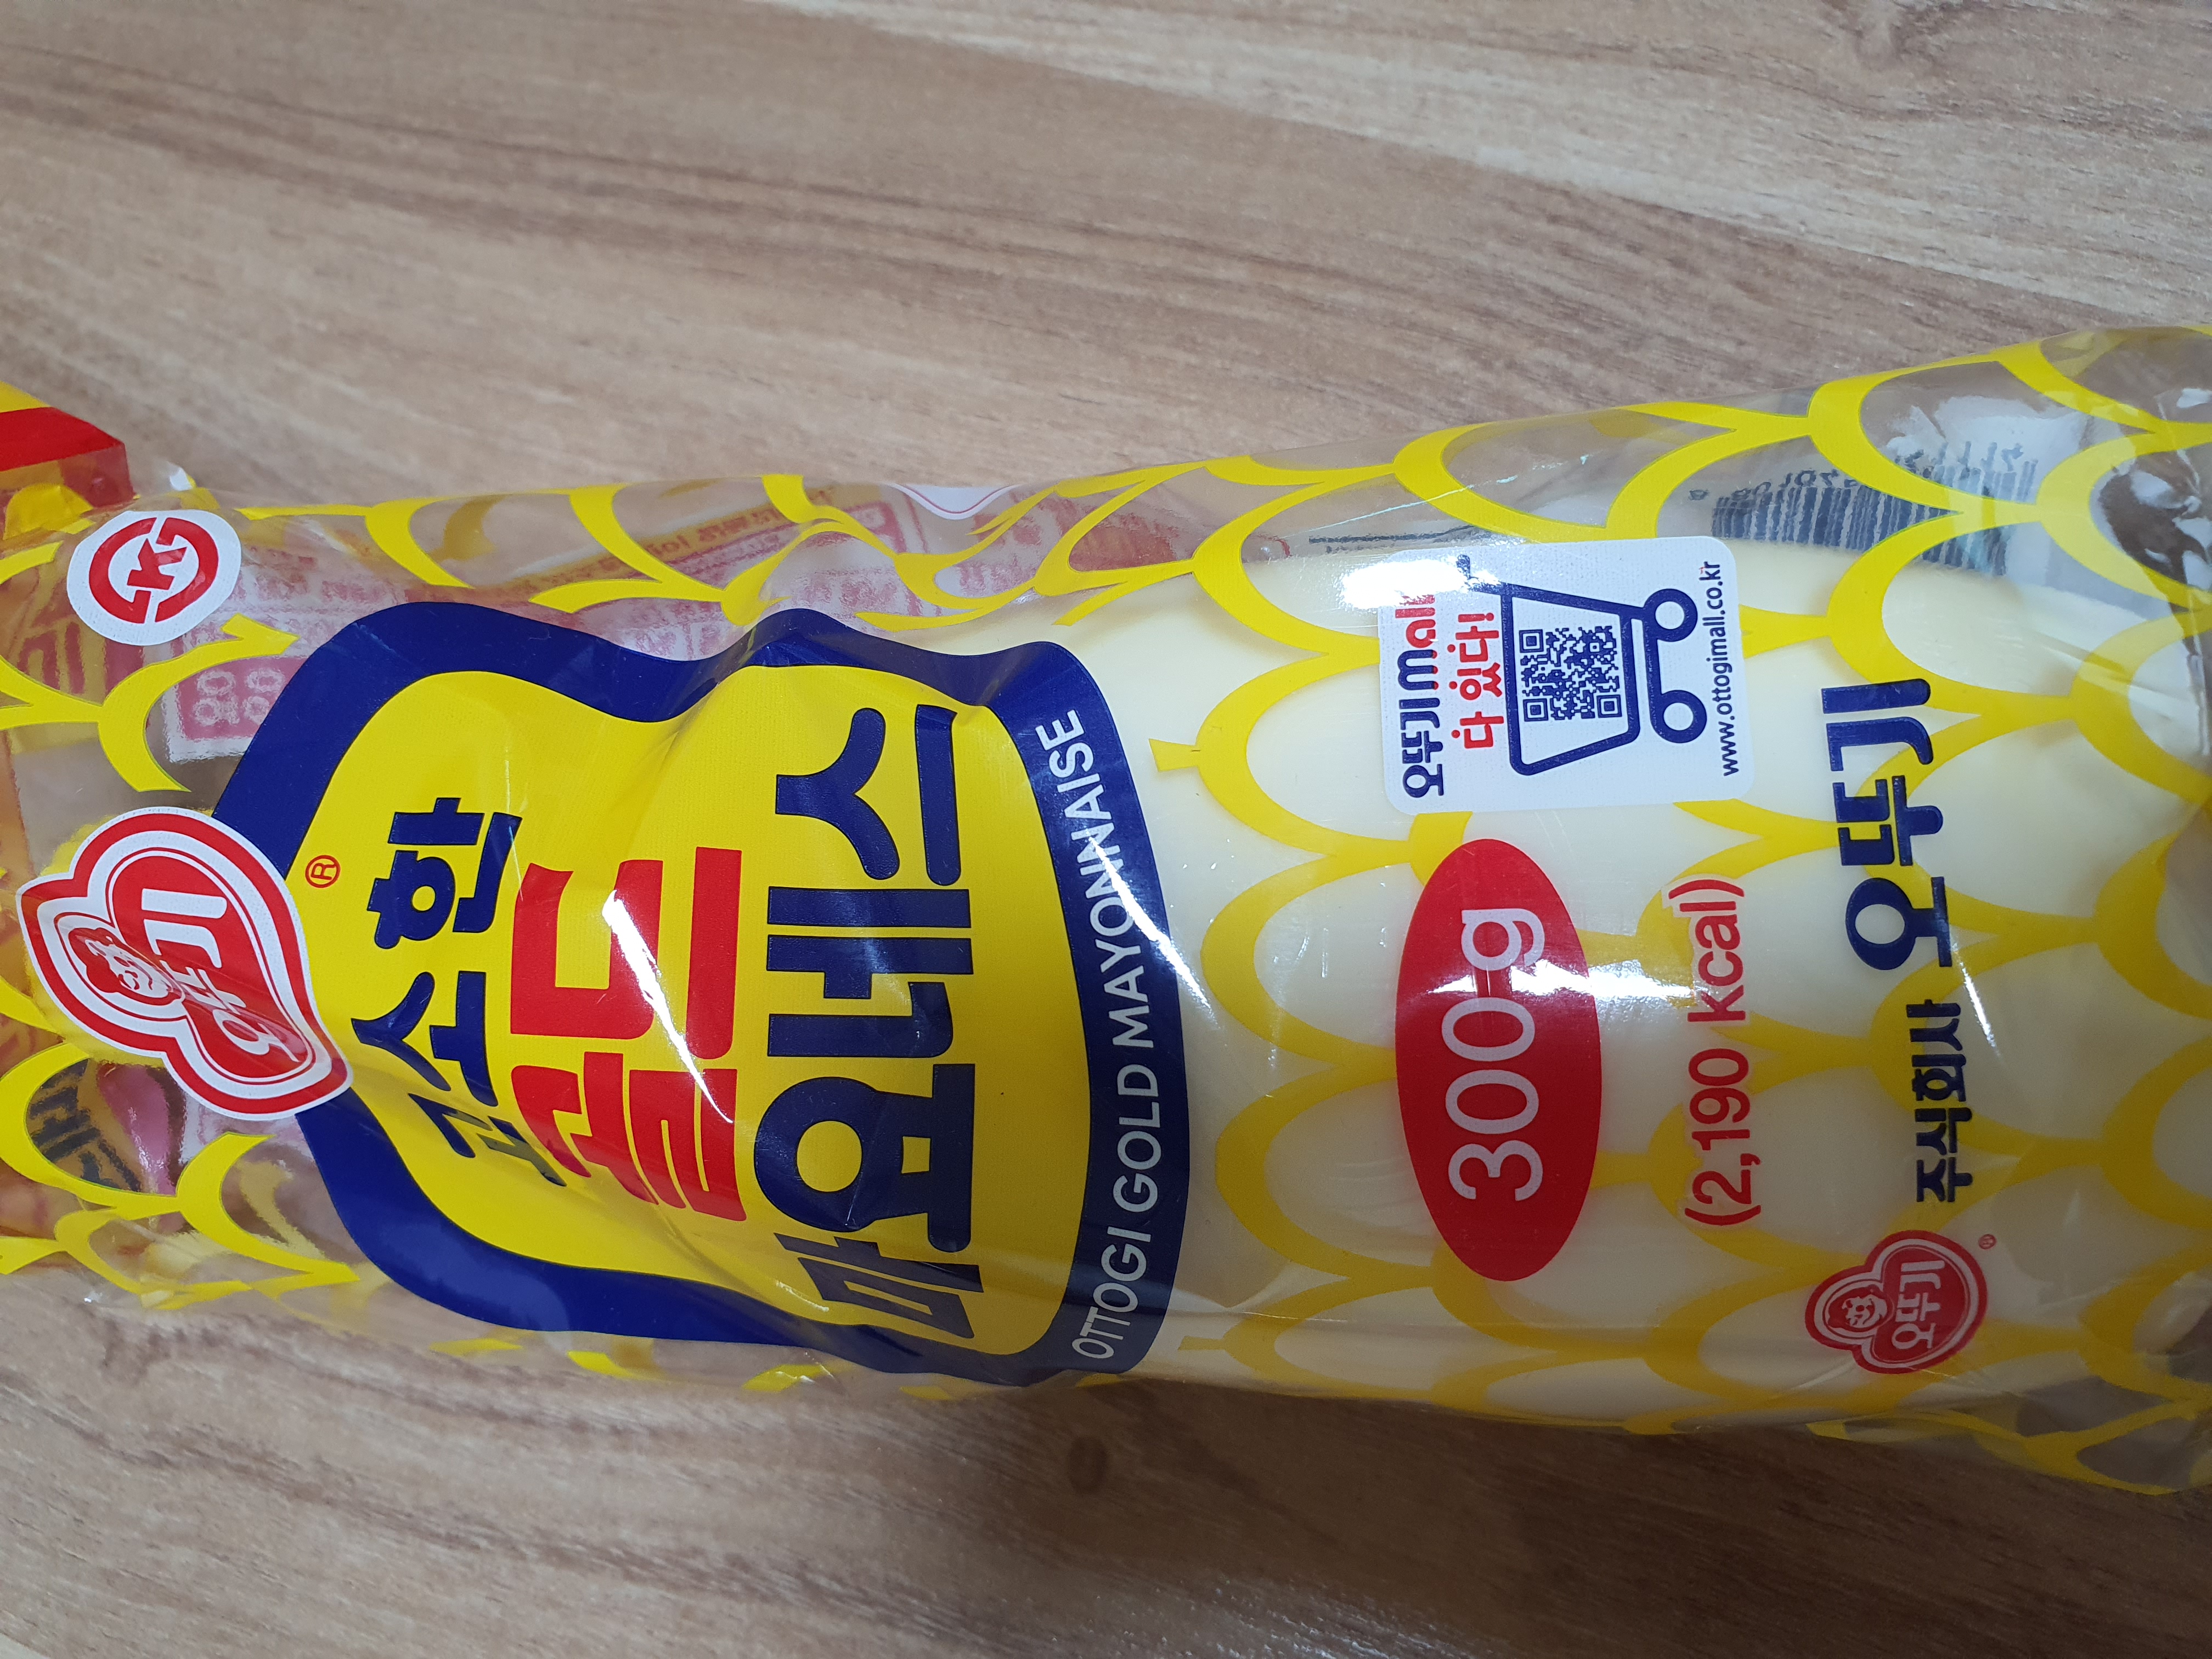 K
오뚜기
®
고소한
골드
마요네스
OTTOGI GOLD MAYONNAISE
오뚜기mall
다 있다!
www.ottogimall.co.kr
300g
(2,190 kcal)
오뚜기
®
주식회사 오뚜기